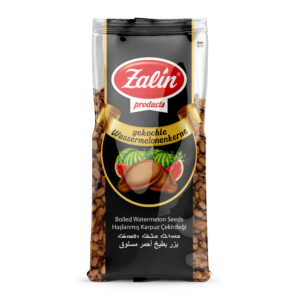 Zalin
products
gekochte
Wassermelonenkerne
Boiled Watermelon Seeds
Haşlanmış Karpuz Çekirdeği
بزر بطيخ أحمر مسلوق